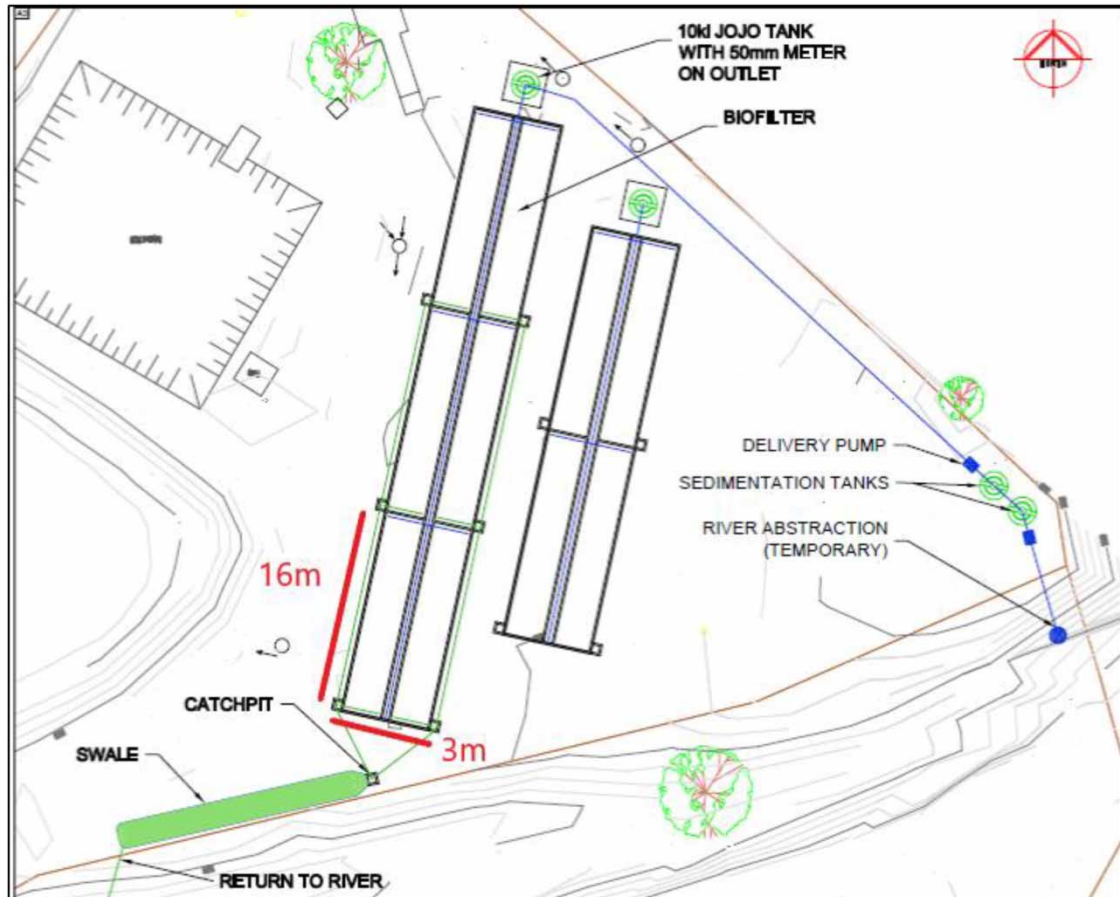 10kl JOJO TANK
WITH 50mm METER
ON OUTLET
BIOFILTER
DELIVERY PUMP
SEDIMENTATION TANKS
RIVER ABSTRACTION
(TEMPORARY)
16m
CATCHPIT
3m
SWALE
RETURN TO RIVER